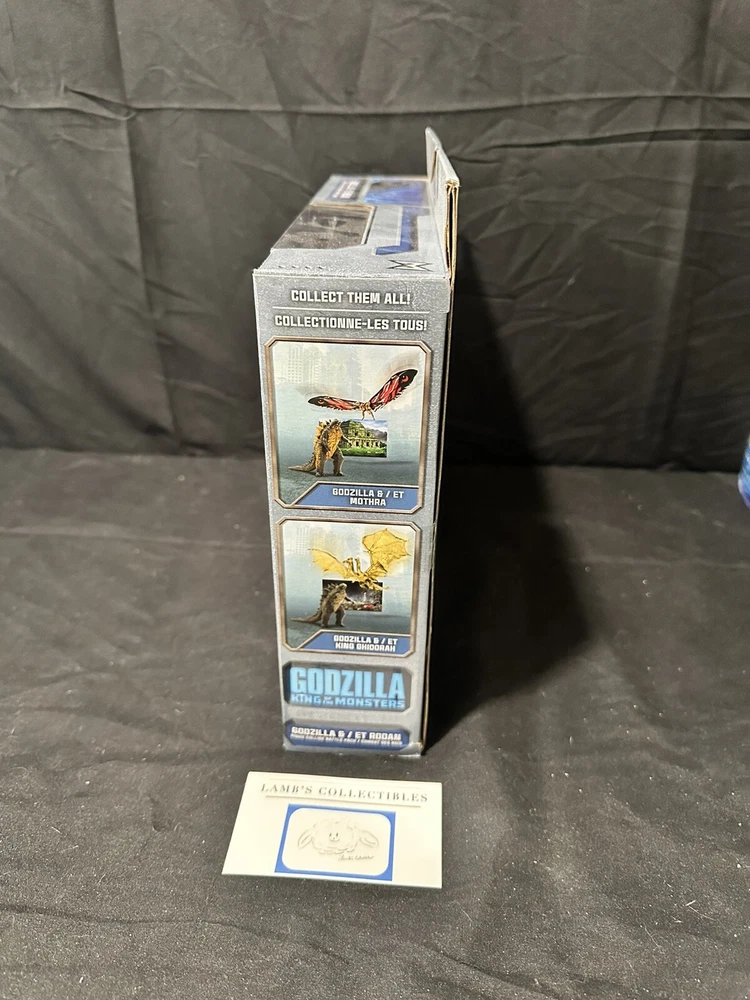 COLLECT THEM ALL!
COLLECTIONNE-LES TOUS!
GODZILLA & / ET
MOTHRA
GODZILLA & / ET
KING GHIDORAH
GODZILLA
KING OF THE MONSTERS
GODZILLA & / ET RODAN
LAMB'S COLLECTIBLES